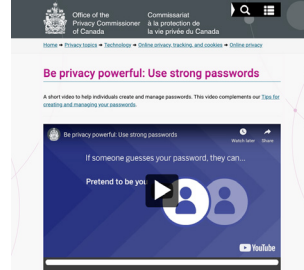 Office of the Privacy Commissioner of Canada
Commissariat à la protection de la vie privée du Canada
Home → Privacy topics → Technology → Online privacy, tracking, and cookies → Online privacy
Be privacy powerful: Use strong passwords
A short video to help individuals create and manage passwords. This video complements our Tips for
creating and managing your passwords.
Be privacy powerful: Use strong passwords
Watch later
Share
If someone guesses your password, they can...
Pretend to be you
YouTube